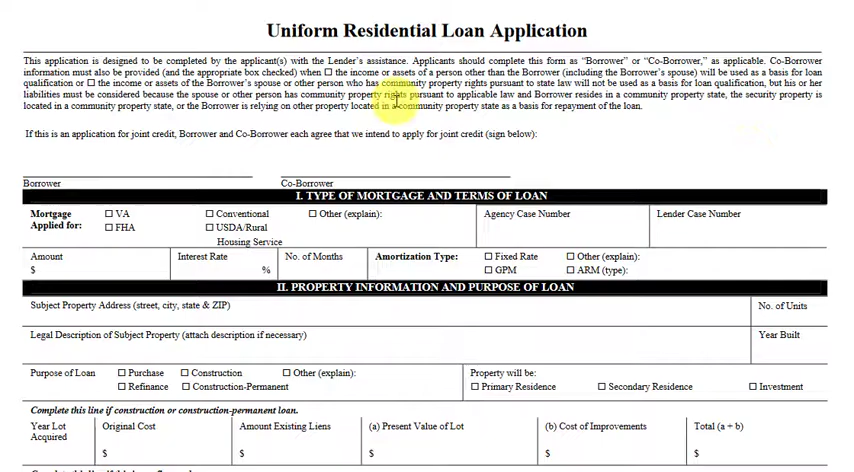 Uniform Residential Loan Application
This application is designed to be completed by the applicant(s) with the Lender's assistance. Applicants should complete this form as "Borrower" or "Co-Borrower," as applicable. Co-Borrower
information must also be provided (and the appropriate box checked) when ☐ the income or assets of a person other than the Borrower (including the Borrower's spouse) will be used as a basis for loan
qualification or ☐ the income or assets of the Borrower's spouse or other person who has community property rights pursuant to state law will not be used as a basis for loan qualification, but his or her
liabilities must be considered because the spouse or other person has community property rights pursuant to applicable law and Borrower resides in a community property state, the security property is
located in a community property state, or the Borrower is relying on other property located in a community property state as a basis for repayment of the loan.
If this is an application for joint credit, Borrower and Co-Borrower each agree that we intend to apply for joint credit (sign below):
Borrower Co-Borrower
I. TYPE OF MORTGAGE AND TERMS OF LOAN
Mortgage ☐ VA ☐ Conventional ☐ Other (explain): Agency Case Number Lender Case Number
Applied for: ☐ FHA ☐ USDA/Rural
Housing Service
Amount Interest Rate No. of Months Amortization Type: ☐ Fixed Rate ☐ Other (explain):
$ % ☐ GPM ☐ ARM (type):
II. PROPERTY INFORMATION AND PURPOSE OF LOAN
Subject Property Address (street, city, state & ZIP) No. of Units
Legal Description of Subject Property (attach description if necessary) Year Built
Purpose of Loan ☐ Purchase ☐ Construction ☐ Other (explain): Property will be:
☐ Refinance ☐ Construction-Permanent ☐ Primary Residence ☐ Secondary Residence ☐ Investment
Complete this line if construction or construction-permanent loan.
Year Lot Original Cost Amount Existing Liens (a) Present Value of Lot (b) Cost of Improvements Total (a + b)
Acquired
$ $ $ $ $